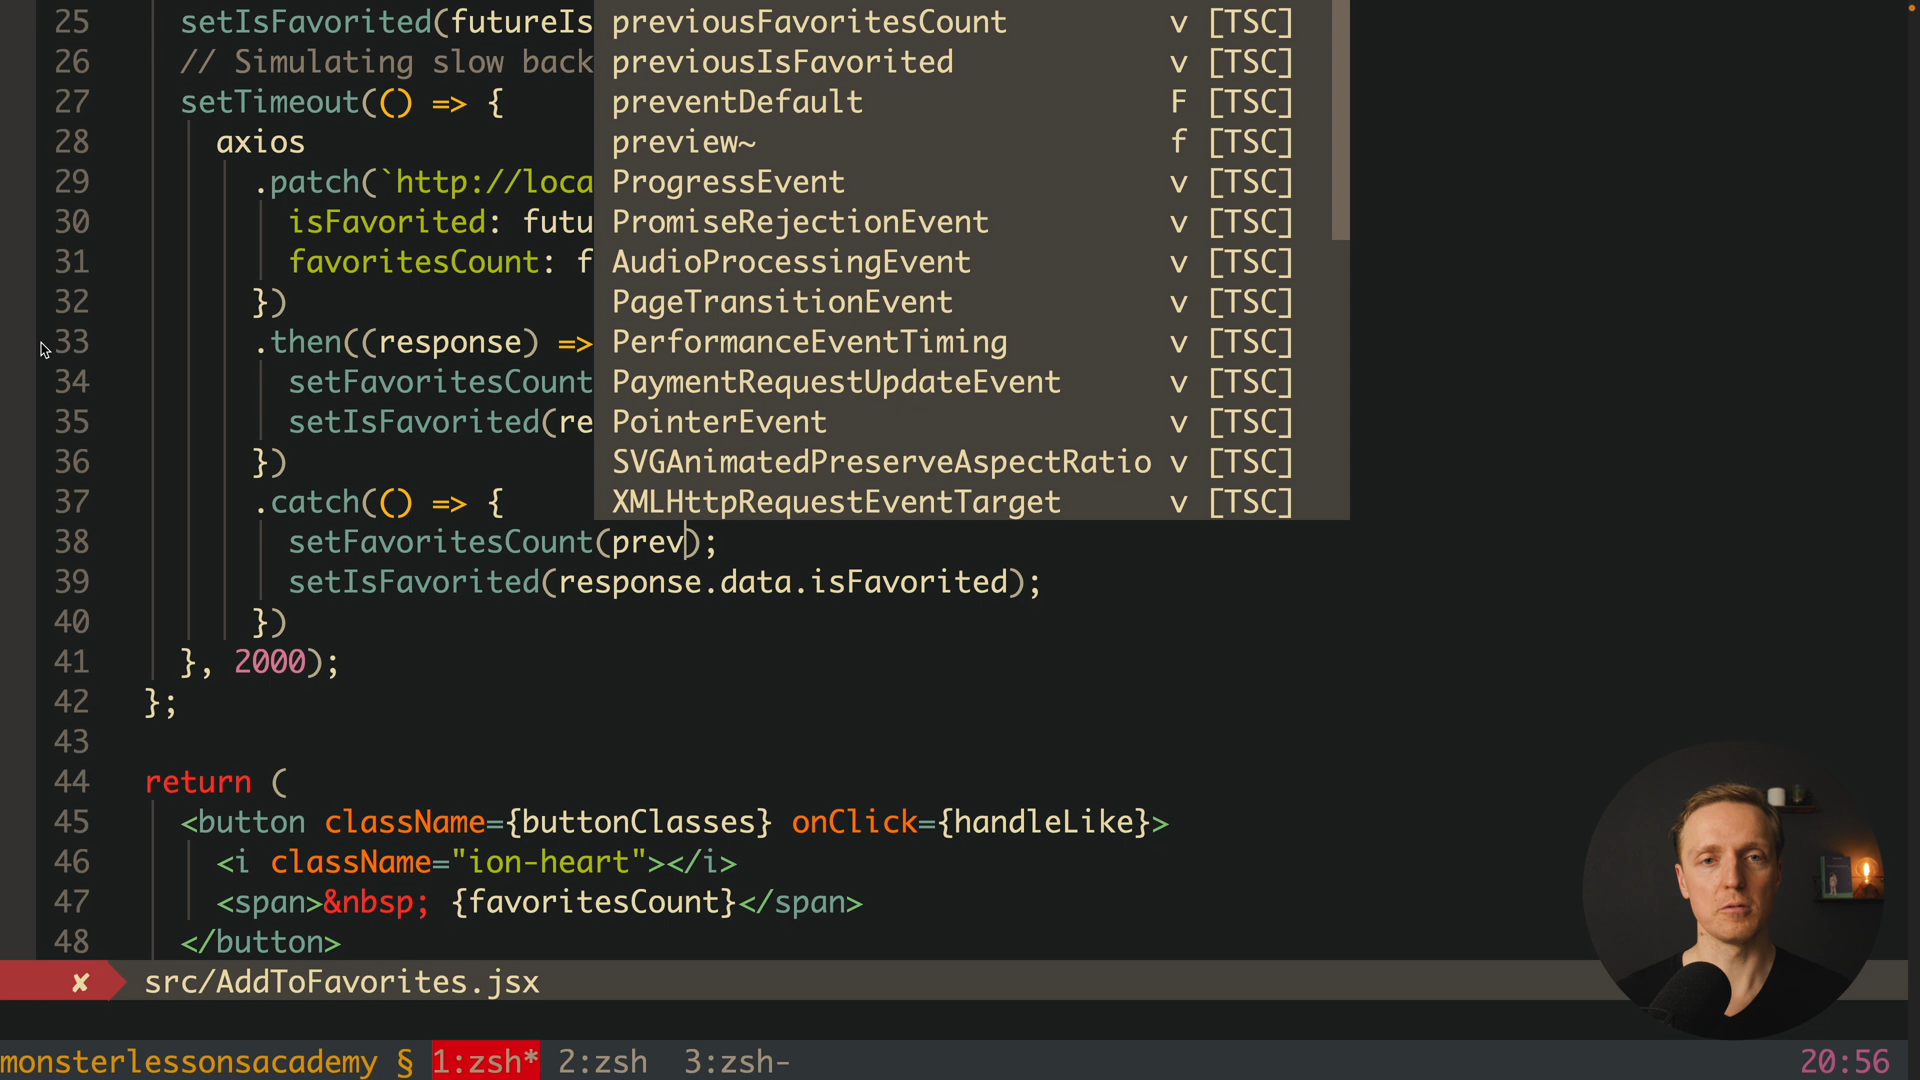 25 setIsFavorited(futureIs
26 // Simulating slow back
27 setTimeout(() => {
28 axios
29 .patch(`http://loca
30 isFavorited: futu
31 favoritesCount: f
32 })
33 .then((response) =>
34 setFavoritesCount
35 setIsFavorited(re
36 })
37 .catch(() => {
38 setFavoritesCount(prev);
39 setIsFavorited(response.data.isFavorited);
40 })
41 }, 2000);
42 };
43
44 return (
45 <button className={buttonClasses} onClick={handleLike}>
46 <i className="ion-heart"></i>
47 <span>&nbsp; {favoritesCount}</span>
48 </button>
previousFavoritesCount v [TSC]
previousIsFavorited v [TSC]
preventDefault F [TSC]
preview~ f [TSC]
ProgressEvent v [TSC]
PromiseRejectionEvent v [TSC]
AudioProcessingEvent v [TSC]
PageTransitionEvent v [TSC]
PerformanceEventTiming v [TSC]
PaymentRequestUpdateEvent v [TSC]
PointerEvent v [TSC]
SVGAnimatedPreserveAspectRatio v [TSC]
XMLHttpRequestEventTarget v [TSC]
✘ src/AddToFavorites.jsx
monsterlessonsacademy § 1:zsh* 2:zsh 3:zsh- 20:56